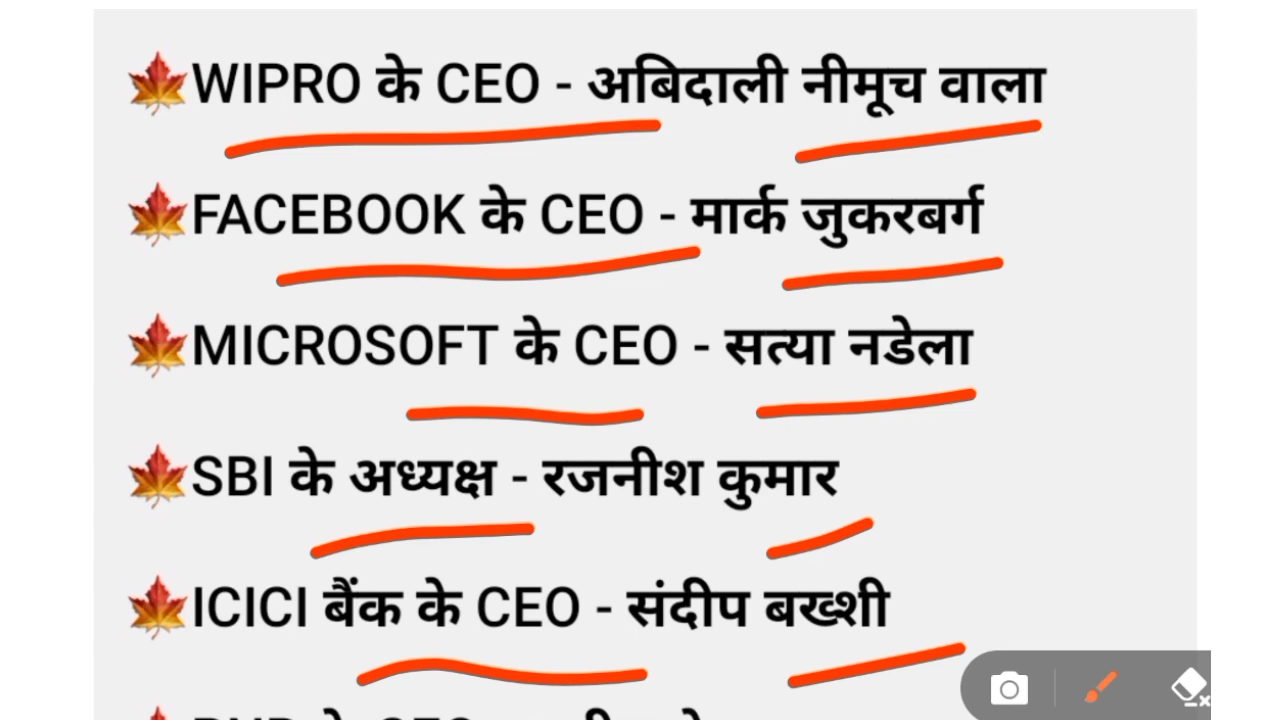 WIPRO के CEO - अबिदाली नीमूच वाला
FACEBOOK के CEO - मार्क जुकरबर्ग
MICROSOFT के CEO - सत्या नडेला
SBI के अध्यक्ष - रजनीश कुमार
ICICI बैंक के CEO - संदीप बख्शी